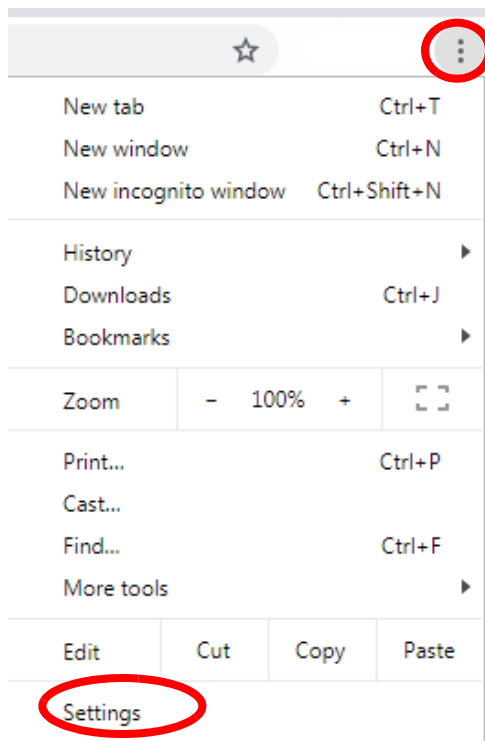 New tab Ctrl+T
New window Ctrl+N
New incognito window Ctrl+Shift+N
History
Downloads Ctrl+J
Bookmarks
Zoom - 100% +
Print... Ctrl+P
Cast...
Find... Ctrl+F
More tools
Edit Cut Copy Paste
Settings